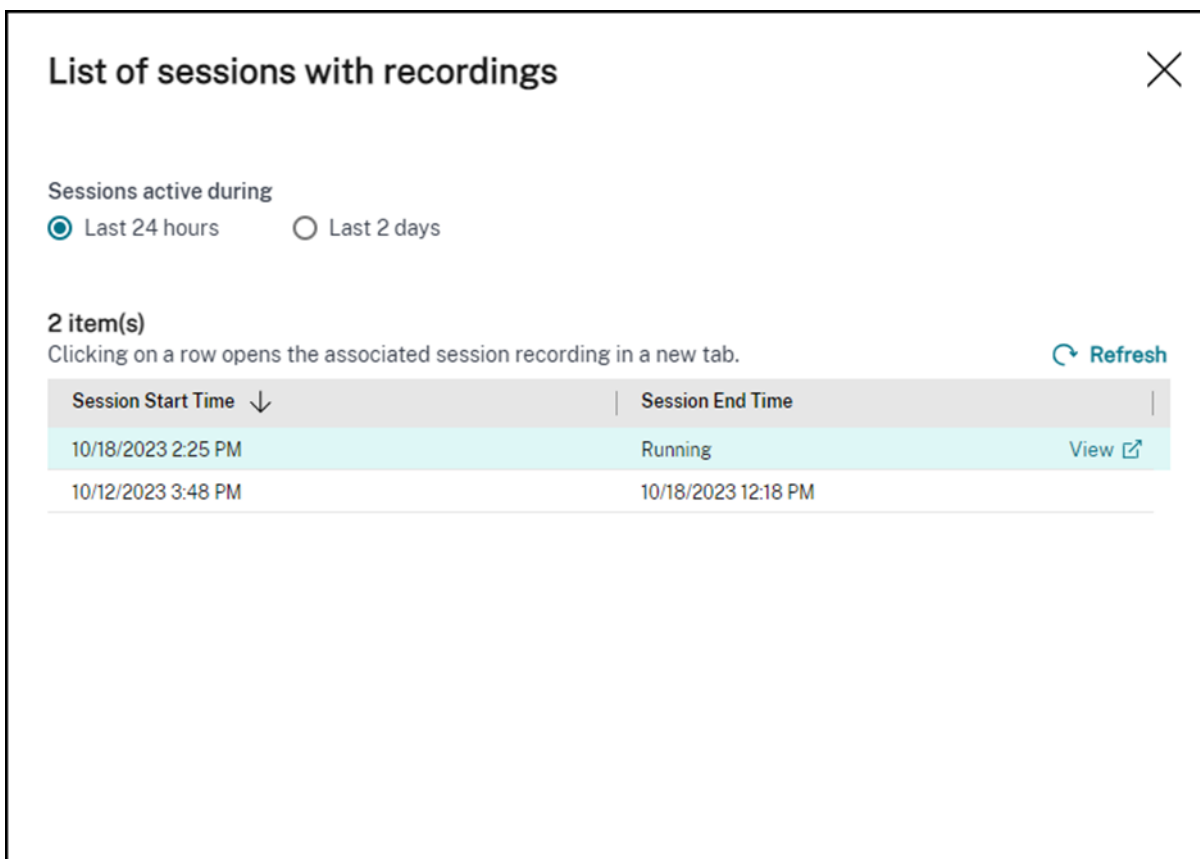 List of sessions with recordings
Sessions active during
Last 24 hours Last 2 days
2 item(s)
Clicking on a row opens the associated session recording in a new tab. Refresh
Session Start Time Session End Time
10/18/2023 2:25 PM Running View
10/12/2023 3:48 PM 10/18/2023 12:18 PM